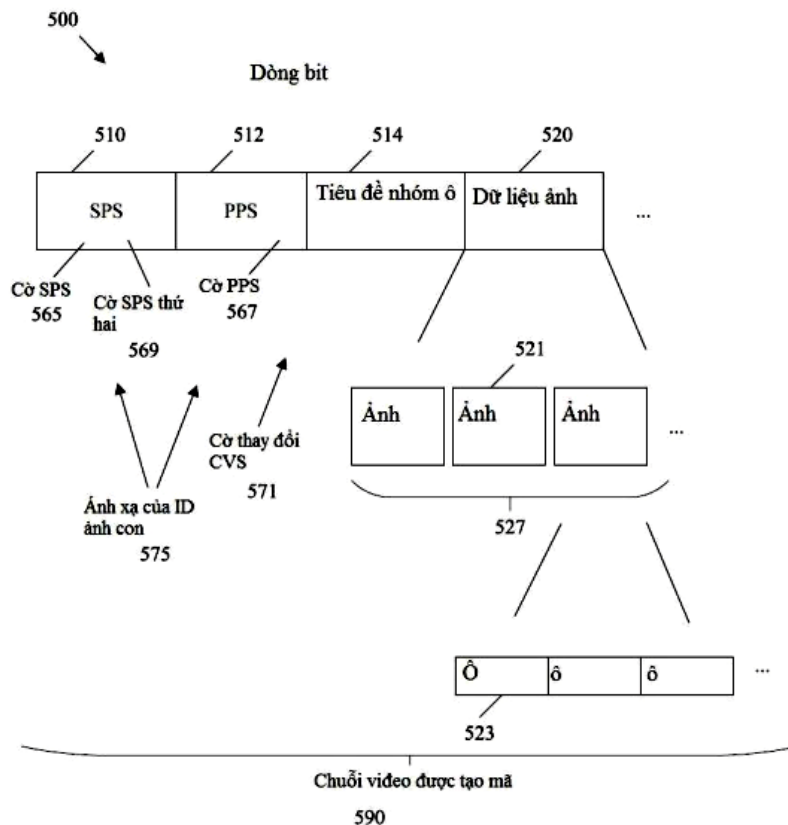 500
Dòng bit
510
512
514
520
SPS
PPS
Tiêu đề nhóm ô
Dữ liệu ảnh
...
Cờ SPS
565
Cờ SPS thứ
hai
569
Cờ PPS
567
521
Ảnh
Ảnh
Ảnh
...
Cờ thay đổi
CVS
571
527
Ánh xạ của ID
ảnh con
575
Ô
ô
ô
...
523
Chuỗi video được tạo mã
590